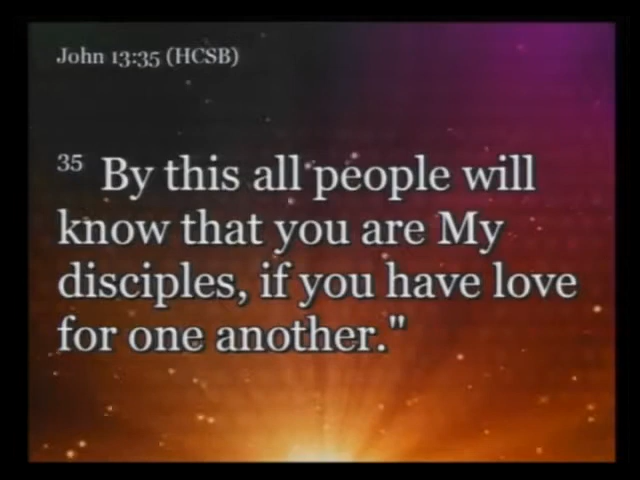 John 13:35 (HCSB)
35 By this all people will
know that you are My
disciples, if you have love
for one another."